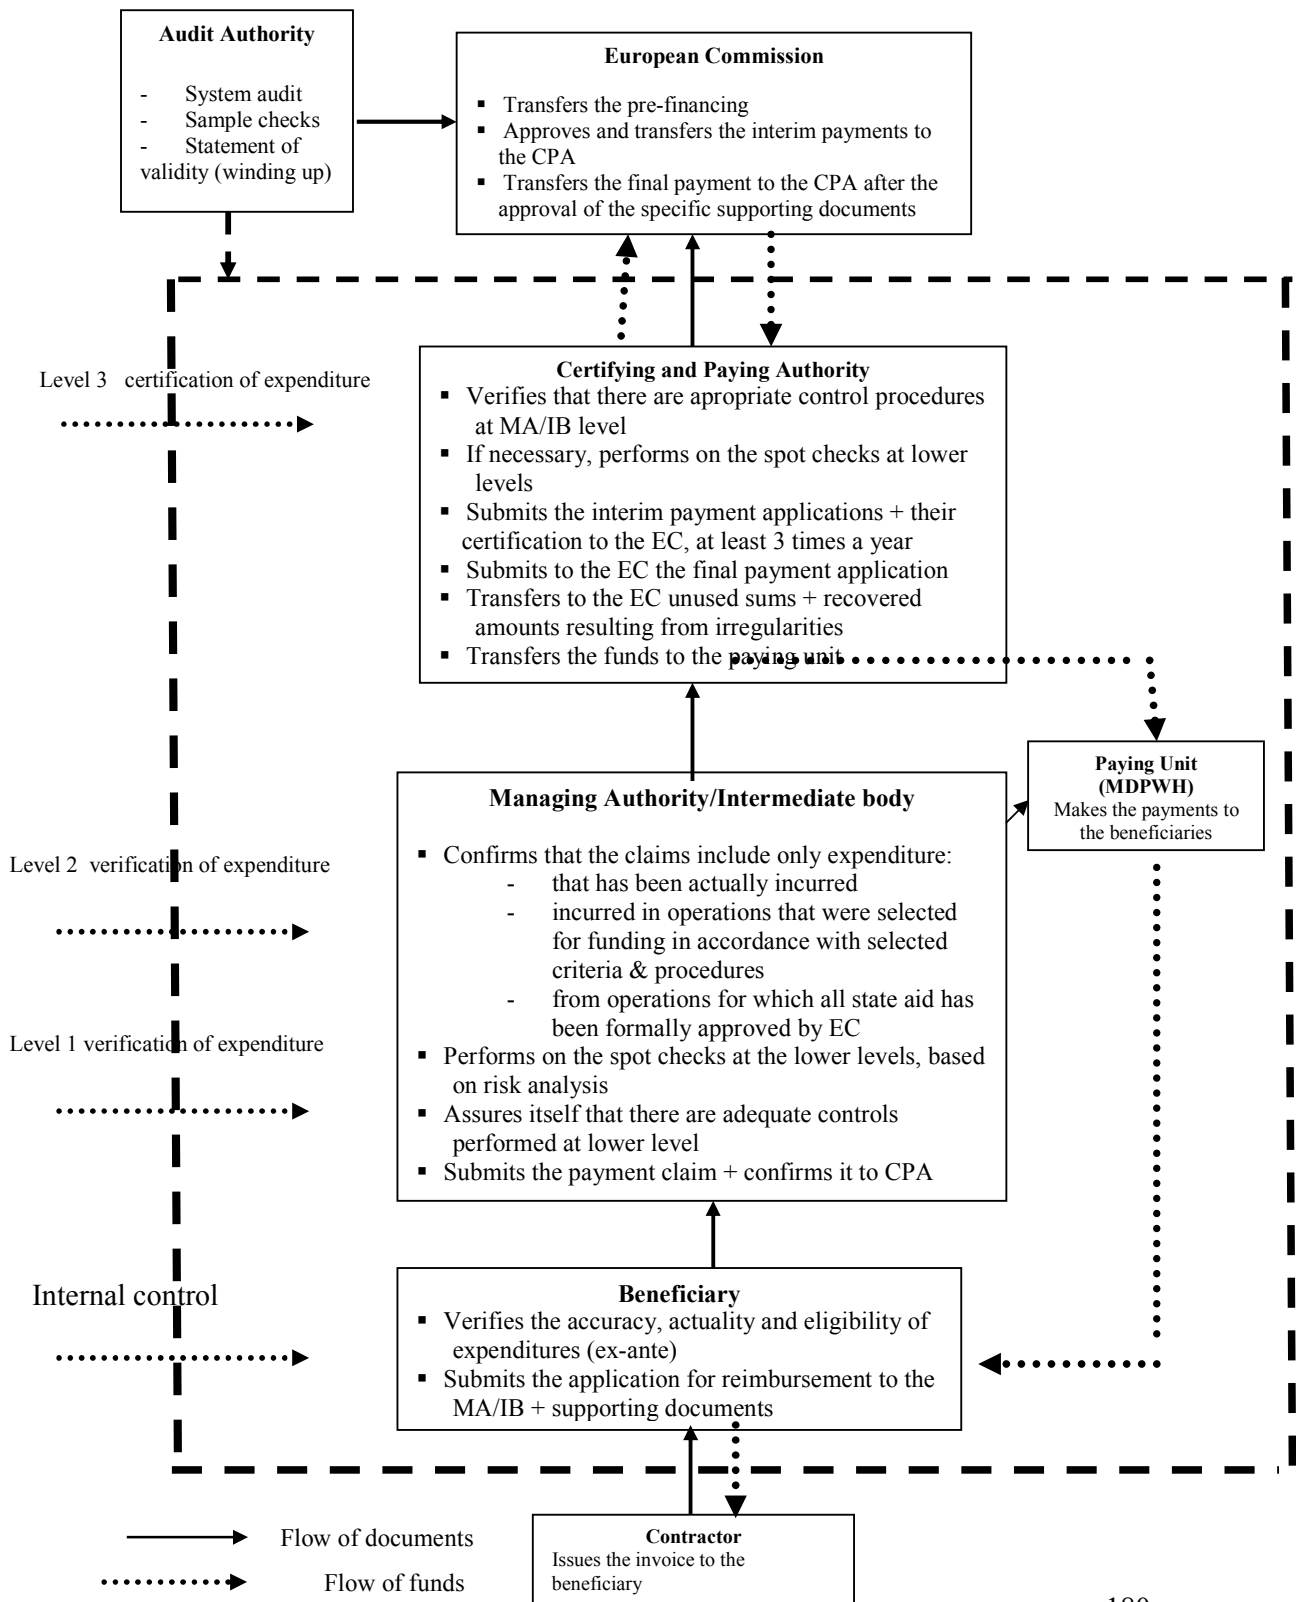 Audit Authority
- System audit
- Sample checks
- Statement of
validity (winding up)
European Commission
▪ Transfers the pre-financing
▪ Approves and transfers the interim payments to
the CPA
▪ Transfers the final payment to the CPA after the
approval of the specific supporting documents
Level 3 certification of expenditure
Certifying and Paying Authority
▪ Verifies that there are apropriate control procedures
at MA/IB level
▪ If necessary, performs on the spot checks at lower
levels
▪ Submits the interim payment applications + their
certification to the EC, at least 3 times a year
▪ Submits to the EC the final payment application
▪ Transfers to the EC unused sums + recovered
amounts resulting from irregularities
▪ Transfers the funds to the paying unit
Paying Unit
(MDPWH)
Makes the payments to
the beneficiaries
Level 2 verification of expenditure
Level 1 verification of expenditure
Managing Authority/Intermediate body
▪ Confirms that the claims include only expenditure:
- that has been actually incurred
- incurred in operations that were selected
for funding in accordance with selected
criteria & procedures
- from operations for which all state aid has
been formally approved by EC
▪ Performs on the spot checks at the lower levels, based
on risk analysis
▪ Assures itself that there are adequate controls
performed at lower level
▪ Submits the payment claim + confirms it to CPA
Internal control
Beneficiary
▪ Verifies the accuracy, actuality and eligibility of
expenditures (ex-ante)
▪ Submits the application for reimbursement to the
MA/IB + supporting documents
Flow of documents
Flow of funds
Contractor
Issues the invoice to the
beneficiary
180